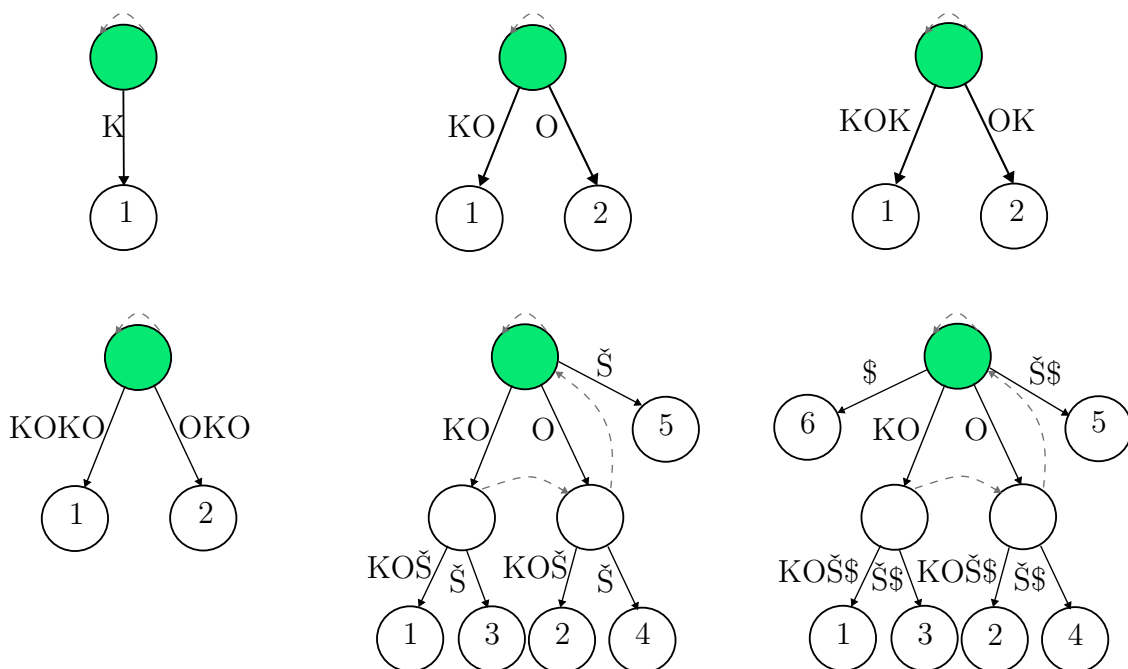 K
1
KO O
1 2
KOK OK
1 2
KOKO OKO
1 2
Š
KO O 5
KOŠ Š KOŠ Š
1 3 2 4
$ Š$
6 KO O 5
KOŠ$ Š$ KOŠ$ Š$
1 3 2 4